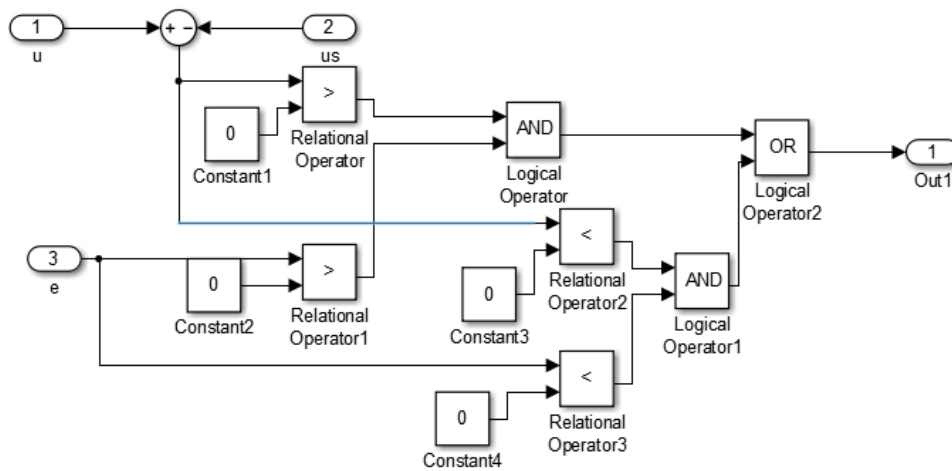 1
u
+ −
2
us
>
0
Relational
Operator
Constant1
AND
Logical
Operator
OR
Logical
Operator2
1
Out1
3
e
0
Constant2
>
Relational
Operator1
<
Relational
Operator2
0
Constant3
AND
Logical
Operator1
<
Relational
Operator3
0
Constant4